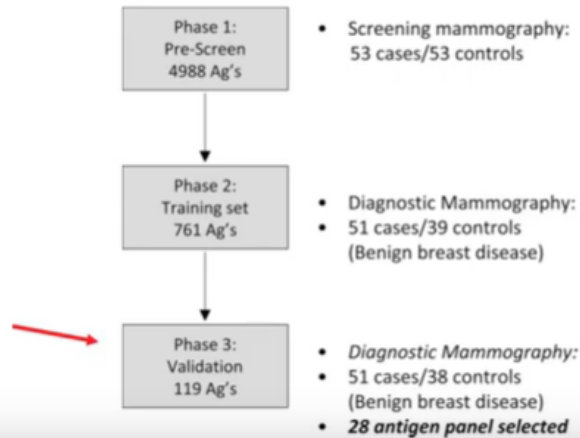 Phase 1:
Pre-Screen
4988 Ag's
• Screening mammography:
53 cases/53 controls
Phase 2:
Training set
761 Ag's
• Diagnostic Mammography:
• 51 cases/39 controls
(Benign breast disease)
Phase 3:
Validation
119 Ag's
• Diagnostic Mammography:
• 51 cases/38 controls
(Benign breast disease)
• 28 antigen panel selected